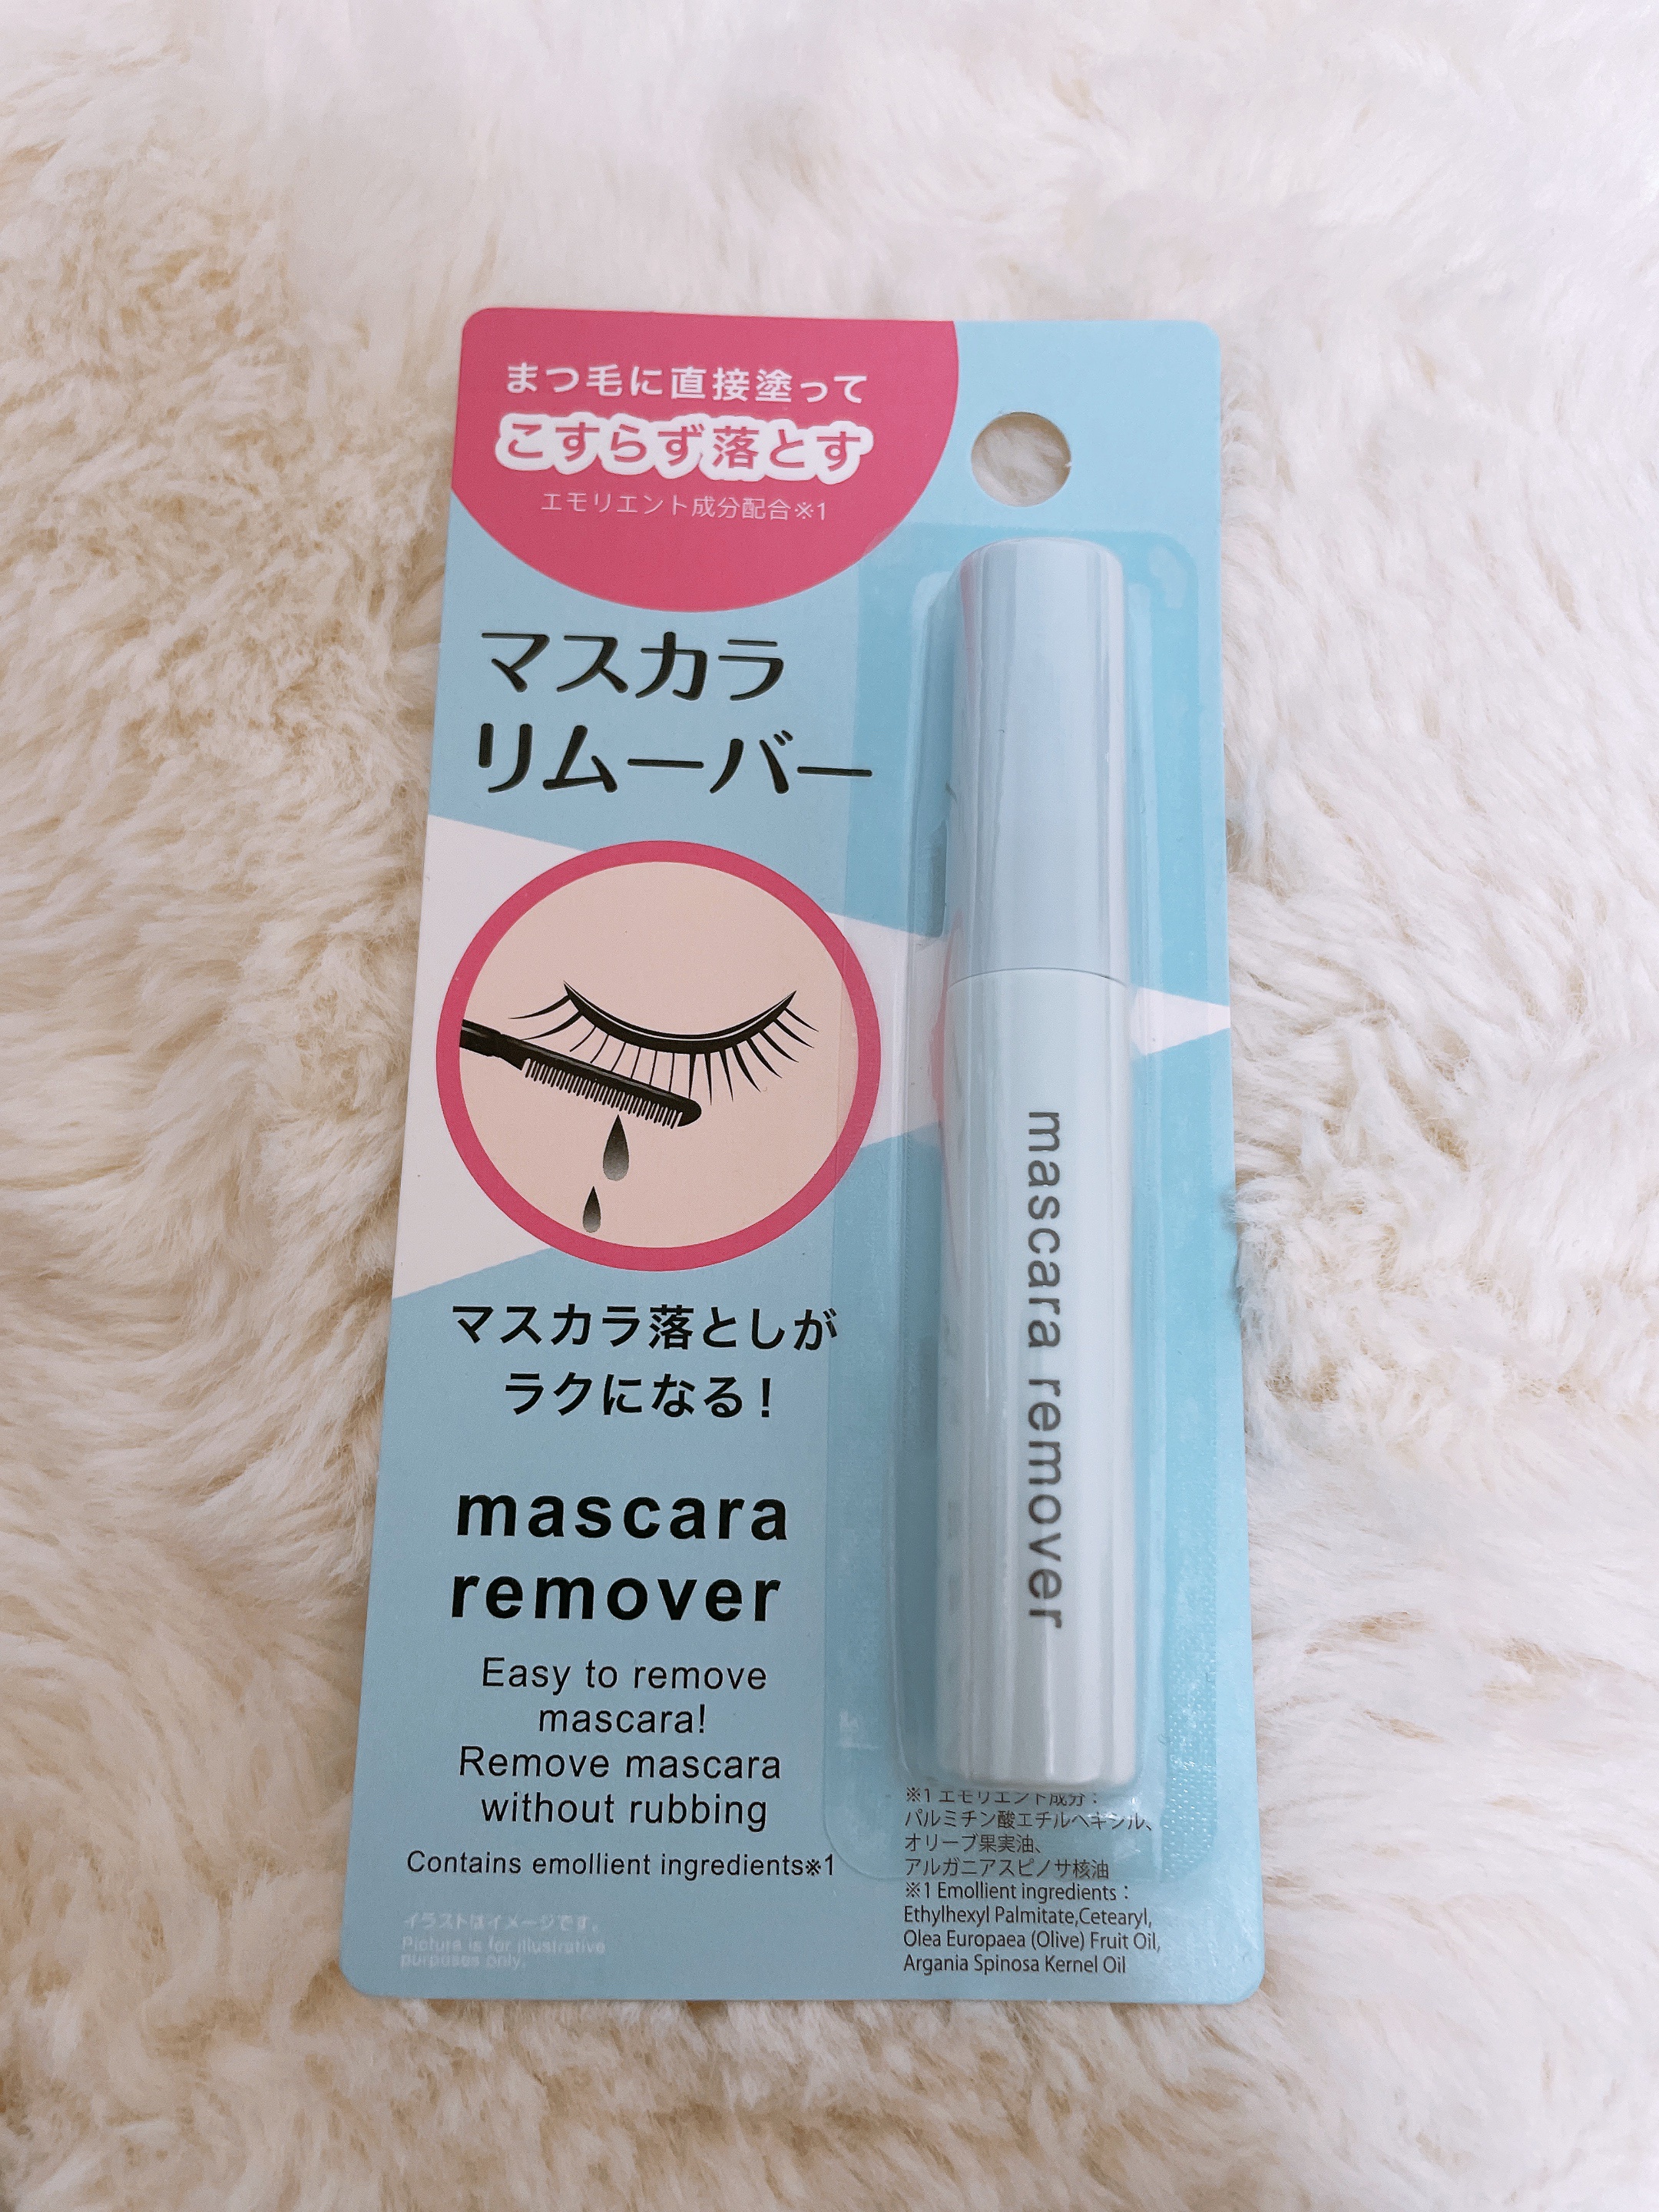 まつ毛に直接塗って
こすらず落とす
エモリエント成分配合※1
マスカラ
リムーバー
マスカラ落としが
ラクになる！
mascara
remover
Easy to remove
mascara!
Remove mascara
without rubbing
Contains emollient ingredients※1
イラストはイメージです。
Picture is for illustrative
purposes only.
mascara remover
※1 エモリエント成分：
パルミチン酸エチルヘキシル、
オリーブ果実油、
アルガニアスピノサ核油
※1 Emollient ingredients：
Ethylhexyl Palmitate,Cetearyl,
Olea Europaea (Olive) Fruit Oil,
Argania Spinosa Kernel Oil